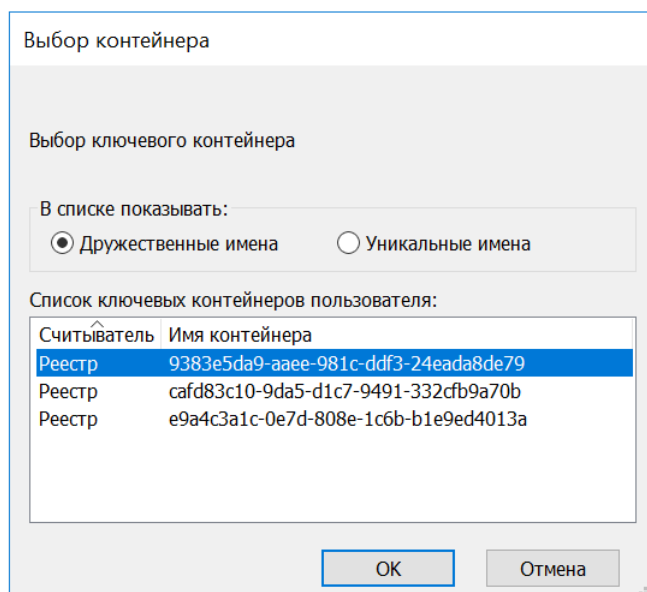 Выбор контейнера
Выбор ключевого контейнера
В списке показывать:
Дружественные имена Уникальные имена
Список ключевых контейнеров пользователя:
Считыватель Имя контейнера
Реестр 9383e5da9-aaee-981c-ddf3-24eada8de79
Реестр cafd83c10-9da5-d1c7-9491-332cfb9a70b
Реестр e9a4c3a1c-0e7d-808e-1c6b-b1e9ed4013a
OK Отмена